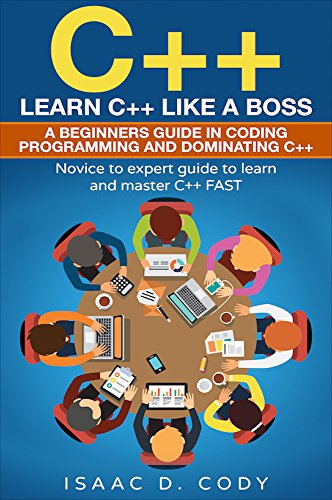 C++
LEARN C++ LIKE A BOSS
A BEGINNERS GUIDE IN CODING
PROGRAMMING AND DOMINATING C++
Novice to expert guide to learn
and master C++ FAST
ISAAC D. CODY